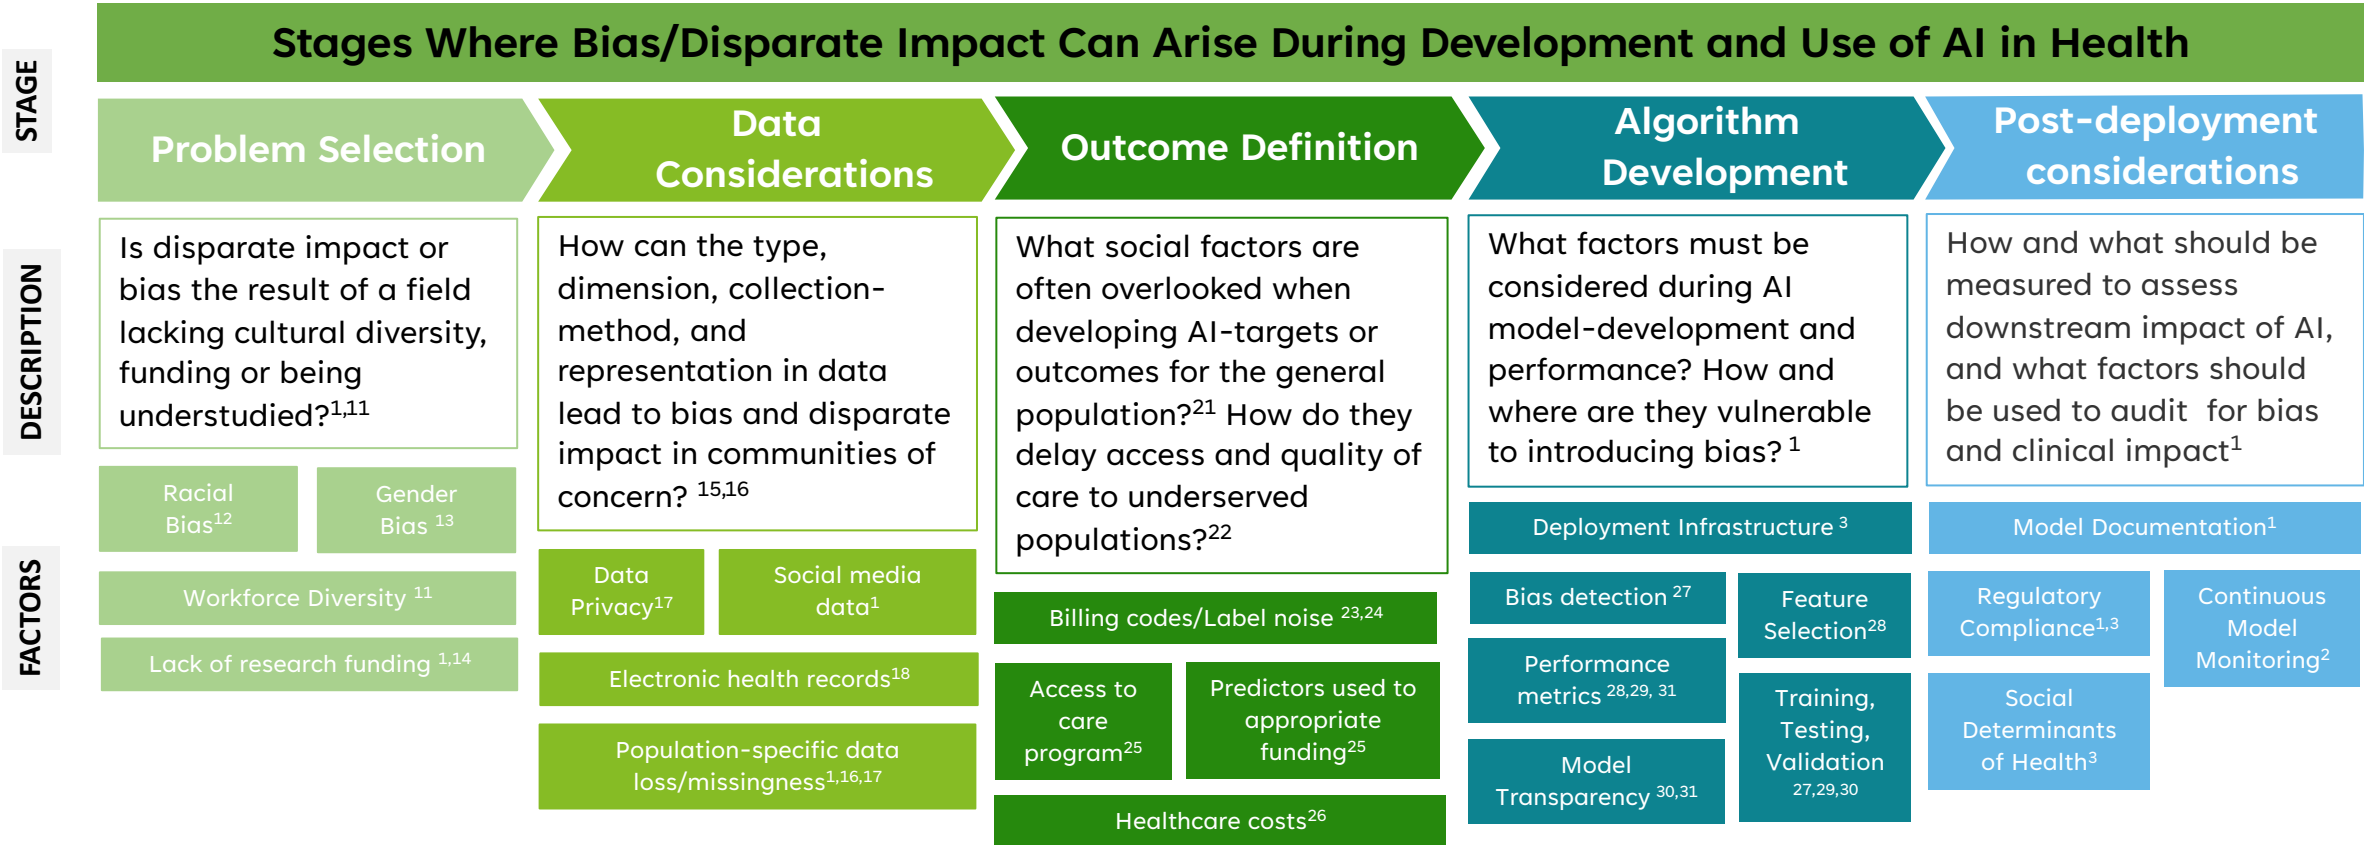 Stages Where Bias/Disparate Impact Can Arise During Development and Use of AI in Health
STAGE
Problem Selection
Data
Considerations
Outcome Definition
Algorithm
Development
Post-deployment
considerations
DESCRIPTION
Is disparate impact or
bias the result of a field
lacking cultural diversity,
funding or being
understudied?1,11
How can the type,
dimension, collection-
method, and
representation in data
lead to bias and disparate
impact in communities of
concern? 15,16
What social factors are
often overlooked when
developing AI-targets or
outcomes for the general
population?21 How do they
delay access and quality of
care to underserved
populations?22
What factors must be
considered during AI
model-development and
performance? How and
where are they vulnerable
to introducing bias? 1
How and what should be
measured to assess
downstream impact of AI,
and what factors should
be used to audit  for bias
and clinical impact1
FACTORS
Racial
Bias12
Gender
Bias 13
Workforce Diversity 11
Lack of research funding 1,14
Data
Privacy17
Social media
data1
Electronic health records18
Population-specific data
loss/missingness1,16,17
Billing codes/Label noise 23,24
Access to
care
program25
Predictors used to
appropriate
funding25
Healthcare costs26
Deployment Infrastructure 3
Bias detection 27
Feature
Selection28
Performance
metrics 28,29, 31
Training,
Testing,
Validation
27,29,30
Model
Transparency 30,31
Model Documentation1
Regulatory
Compliance1,3
Continuous
Model
Monitoring2
Social
Determinants
of Health3